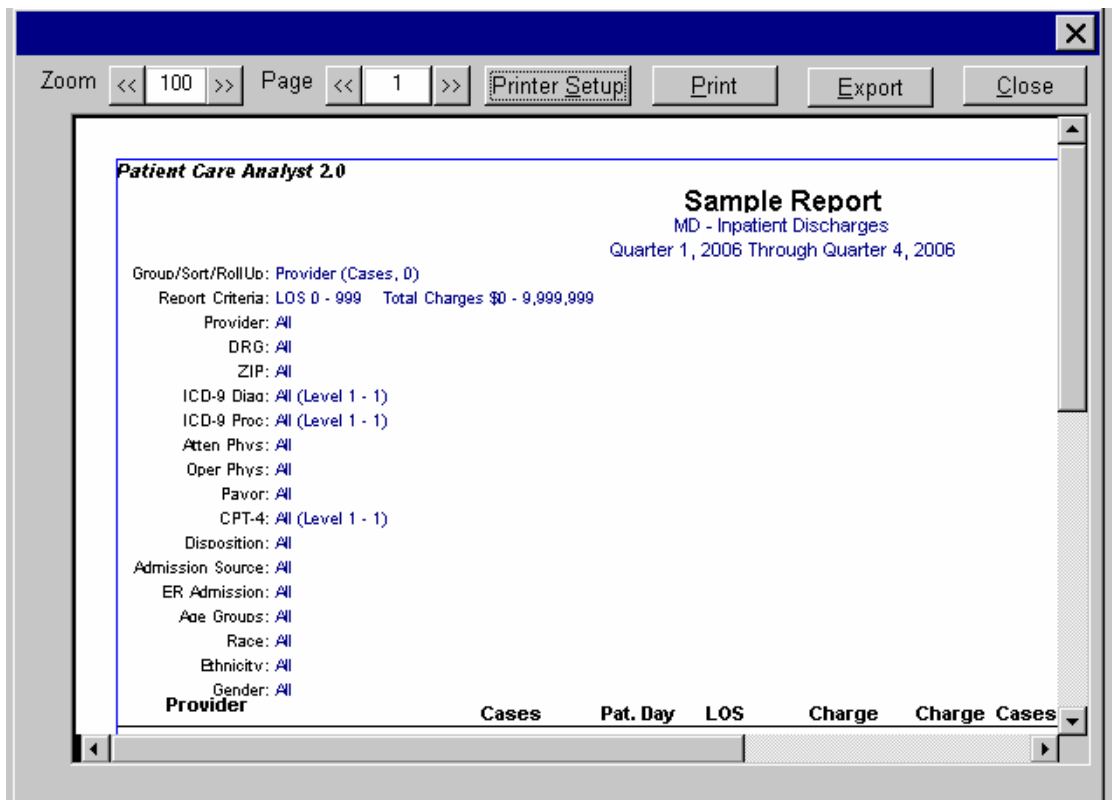 Zoom << 100 >> Page << 1 >> Printer Setup Print Export Close
Patient Care Analyst 2.0
Sample Report
MD - Inpatient Discharges
Quarter 1, 2006 Through Quarter 4, 2006
Group/Sort/RollUp: Provider (Cases, 0)
Report Criteria: LOS 0 - 999 Total Charges $0 - 9,999,999
Provider: All
DRG: All
ZIP: All
ICD-9 Diag: All (Level 1 - 1)
ICD-9 Proc: All (Level 1 - 1)
Atten Phys: All
Oper Phys: All
Payor: All
CPT-4: All (Level 1 - 1)
Disposition: All
Admission Source: All
ER Admission: All
Age Groups: All
Race: All
Ethnicity: All
Gender: All
Provider Cases Pat. Day LOS Charge Charge Cases